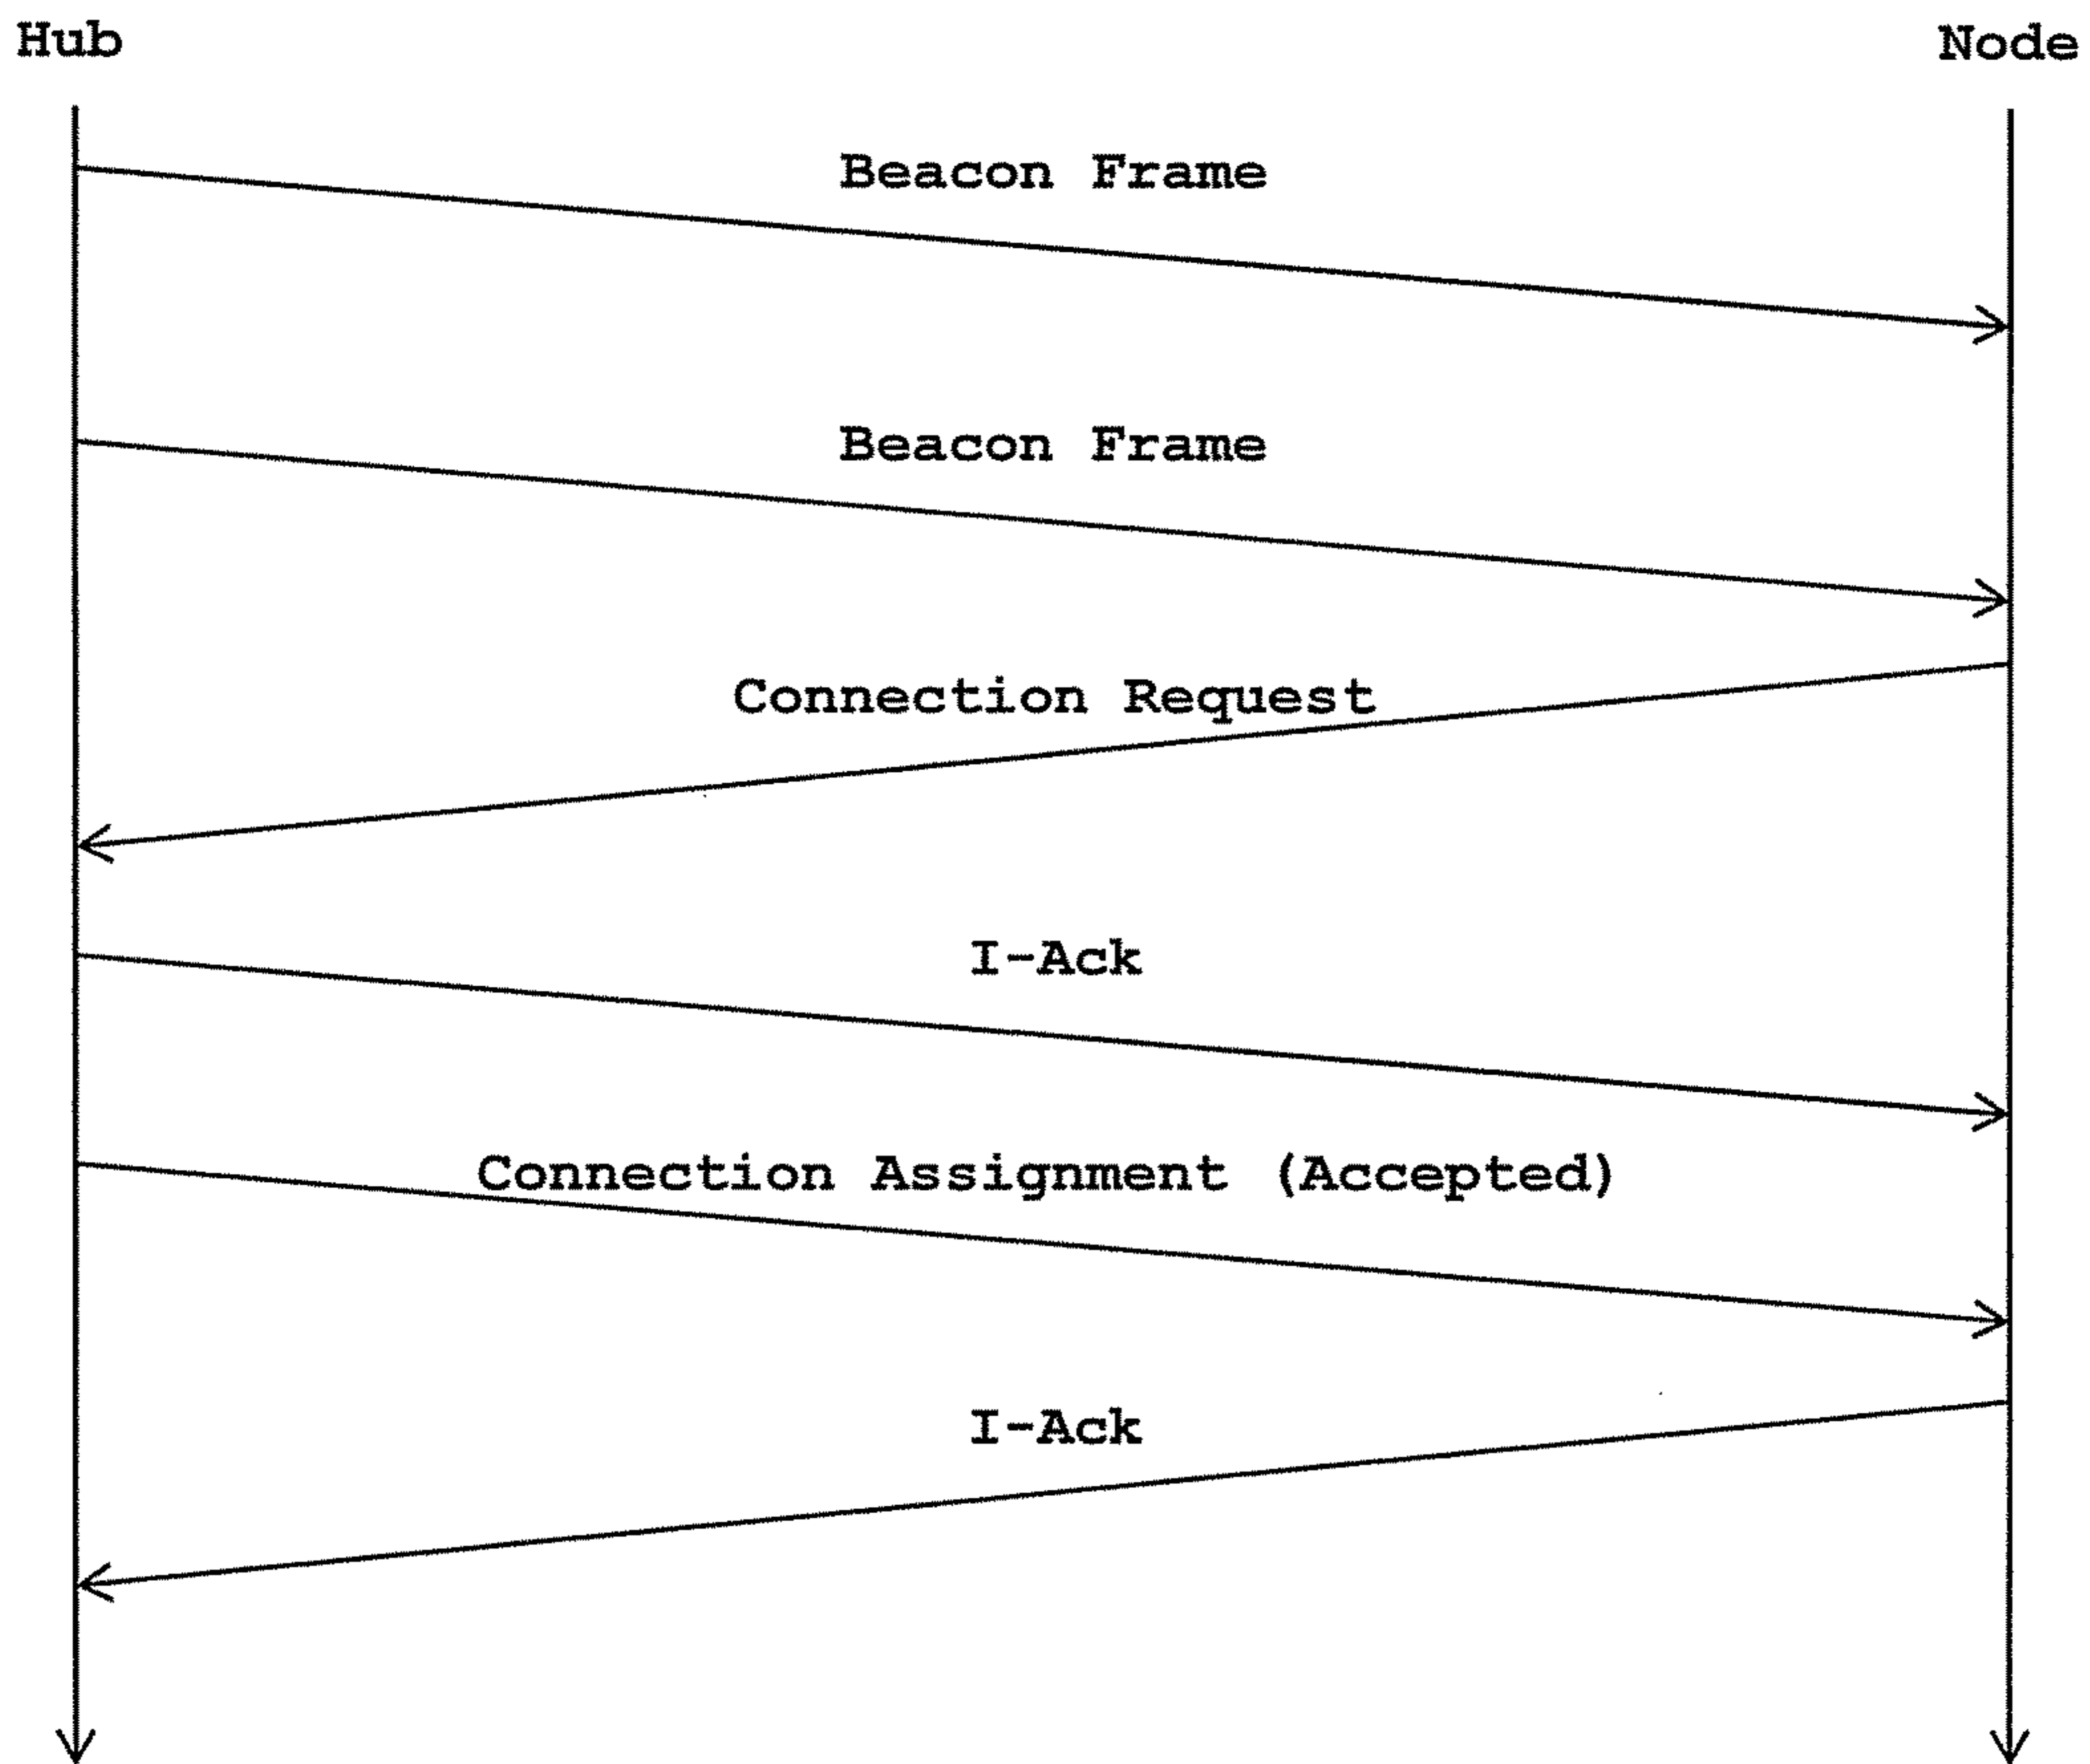 Hub
Node
Beacon Frame
Beacon Frame
Connection Request
I-Ack
Connection Assignment (Accepted)
I-Ack